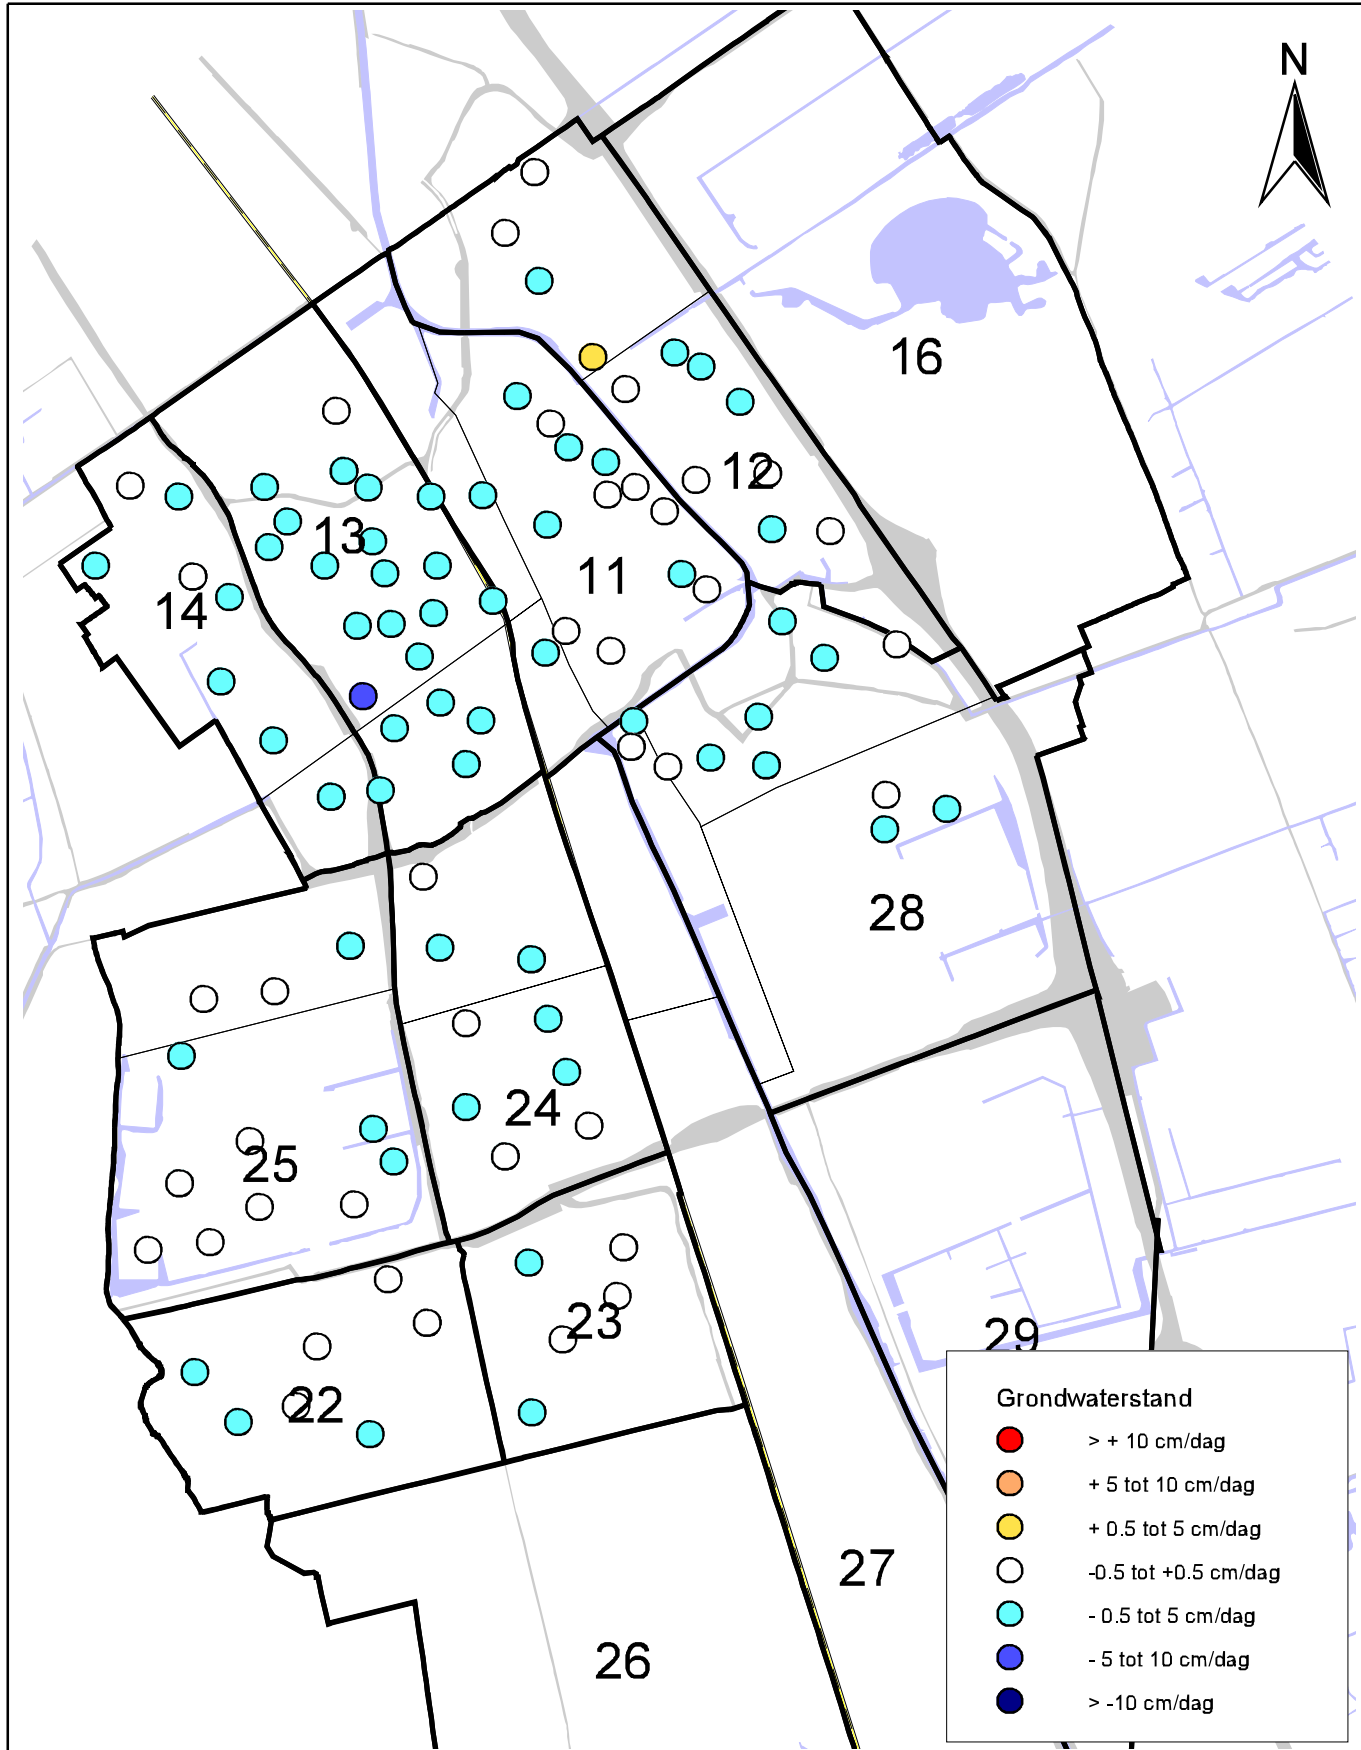 N
16
12
13
11
14
28
24
25
23
29
22
27
26
Grondwaterstand
> + 10 cm/dag
+ 5 tot 10 cm/dag
+ 0.5 tot 5 cm/dag
-0.5 tot +0.5 cm/dag
- 0.5 tot 5 cm/dag
- 5 tot 10 cm/dag
> -10 cm/dag